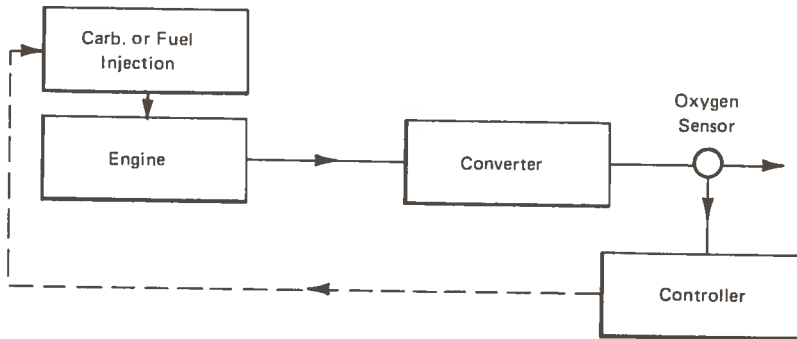 Carb. or Fuel
Injection
Engine
Converter
Oxygen
Sensor
Controller